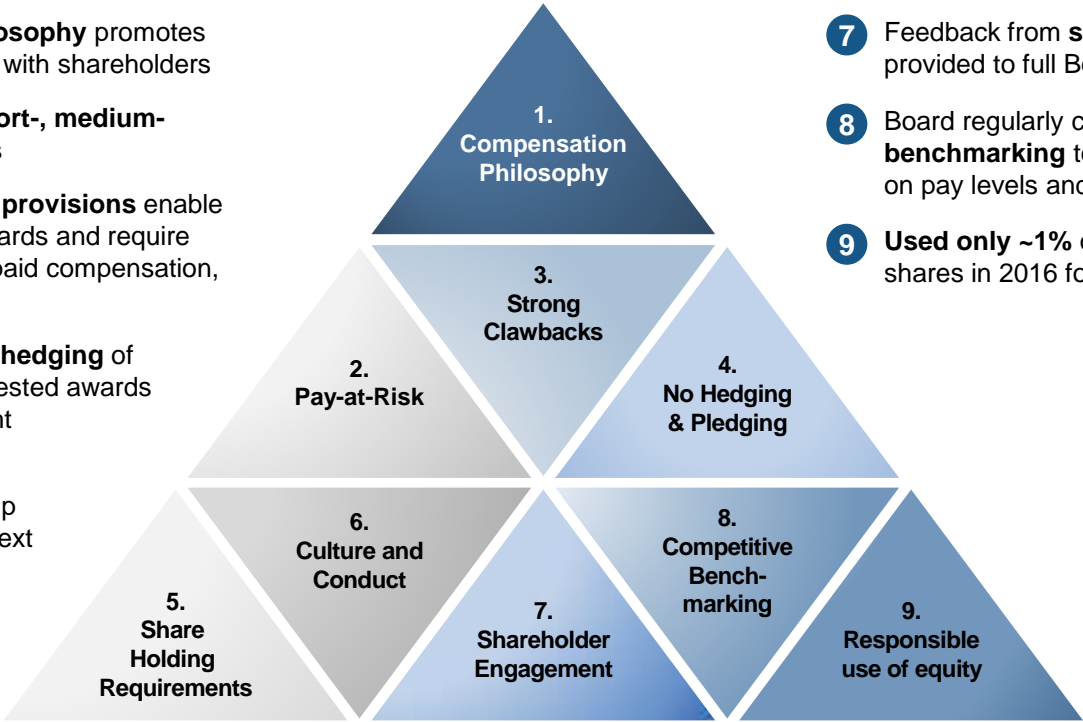 osophy promotes
with shareholders
ort-, medium-
provisions enable
ards and require
paid compensation,
hedging of
ested awards
nt
p
ext
1.
Compensation
Philosophy
3.
Strong
Clawbacks
2.
Pay-at-Risk
4.
No Hedging
& Pledging
6.
Culture and
Conduct
8.
Competitive
Bench-
marking
5.
Share
Holding
Requirements
7.
Shareholder
Engagement
9.
Responsible
use of equity
7 Feedback from s
provided to full B
8 Board regularly c
benchmarking t
on pay levels and
9 Used only ~1%
shares in 2016 fo